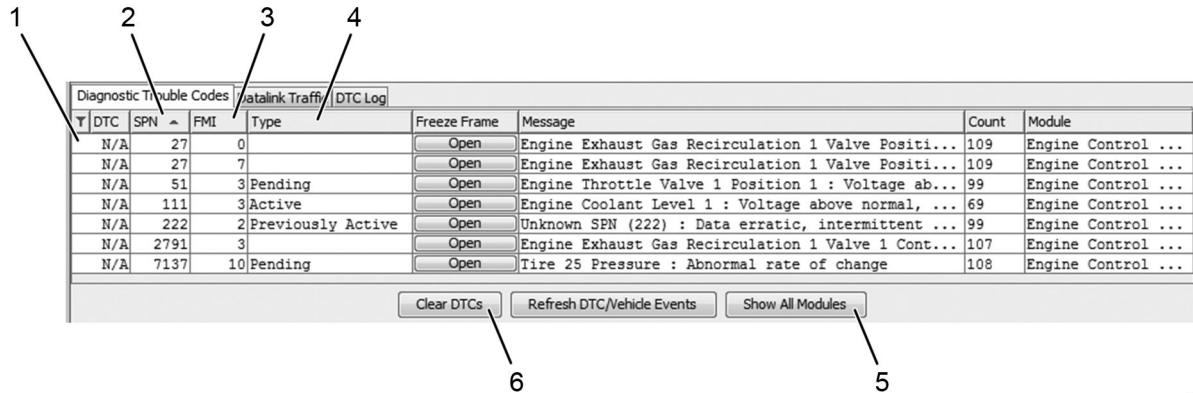 1 2 3 4
Diagnostic Trouble Codes Datalink Traffic DTC Log
DTC SPN FMI Type Freeze Frame Message Count Module
N/A 27 0 Open Engine Exhaust Gas Recirculation 1 Valve Positi... 109 Engine Control ...
N/A 27 7 Open Engine Exhaust Gas Recirculation 1 Valve Positi... 109 Engine Control ...
N/A 51 3 Pending Open Engine Throttle Valve 1 Position 1 : Voltage ab... 99 Engine Control ...
N/A 111 3 Active Open Engine Coolant Level 1 : Voltage above normal, ... 69 Engine Control ...
N/A 222 2 Previously Active Open Unknown SPN (222) : Data erratic, intermittent ... 99 Engine Control ...
N/A 2791 3 Open Engine Exhaust Gas Recirculation 1 Valve 1 Cont... 107 Engine Control ...
N/A 7137 10 Pending Open Tire 25 Pressure : Abnormal rate of change 108 Engine Control ...
Clear DTCs Refresh DTC/Vehicle Events Show All Modules
6 5